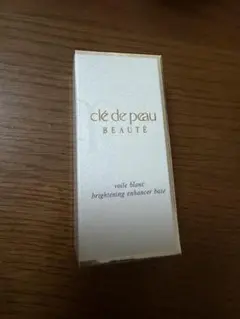 clé de peau
BEAUTÉ
voile blanc
brightening enhancer base